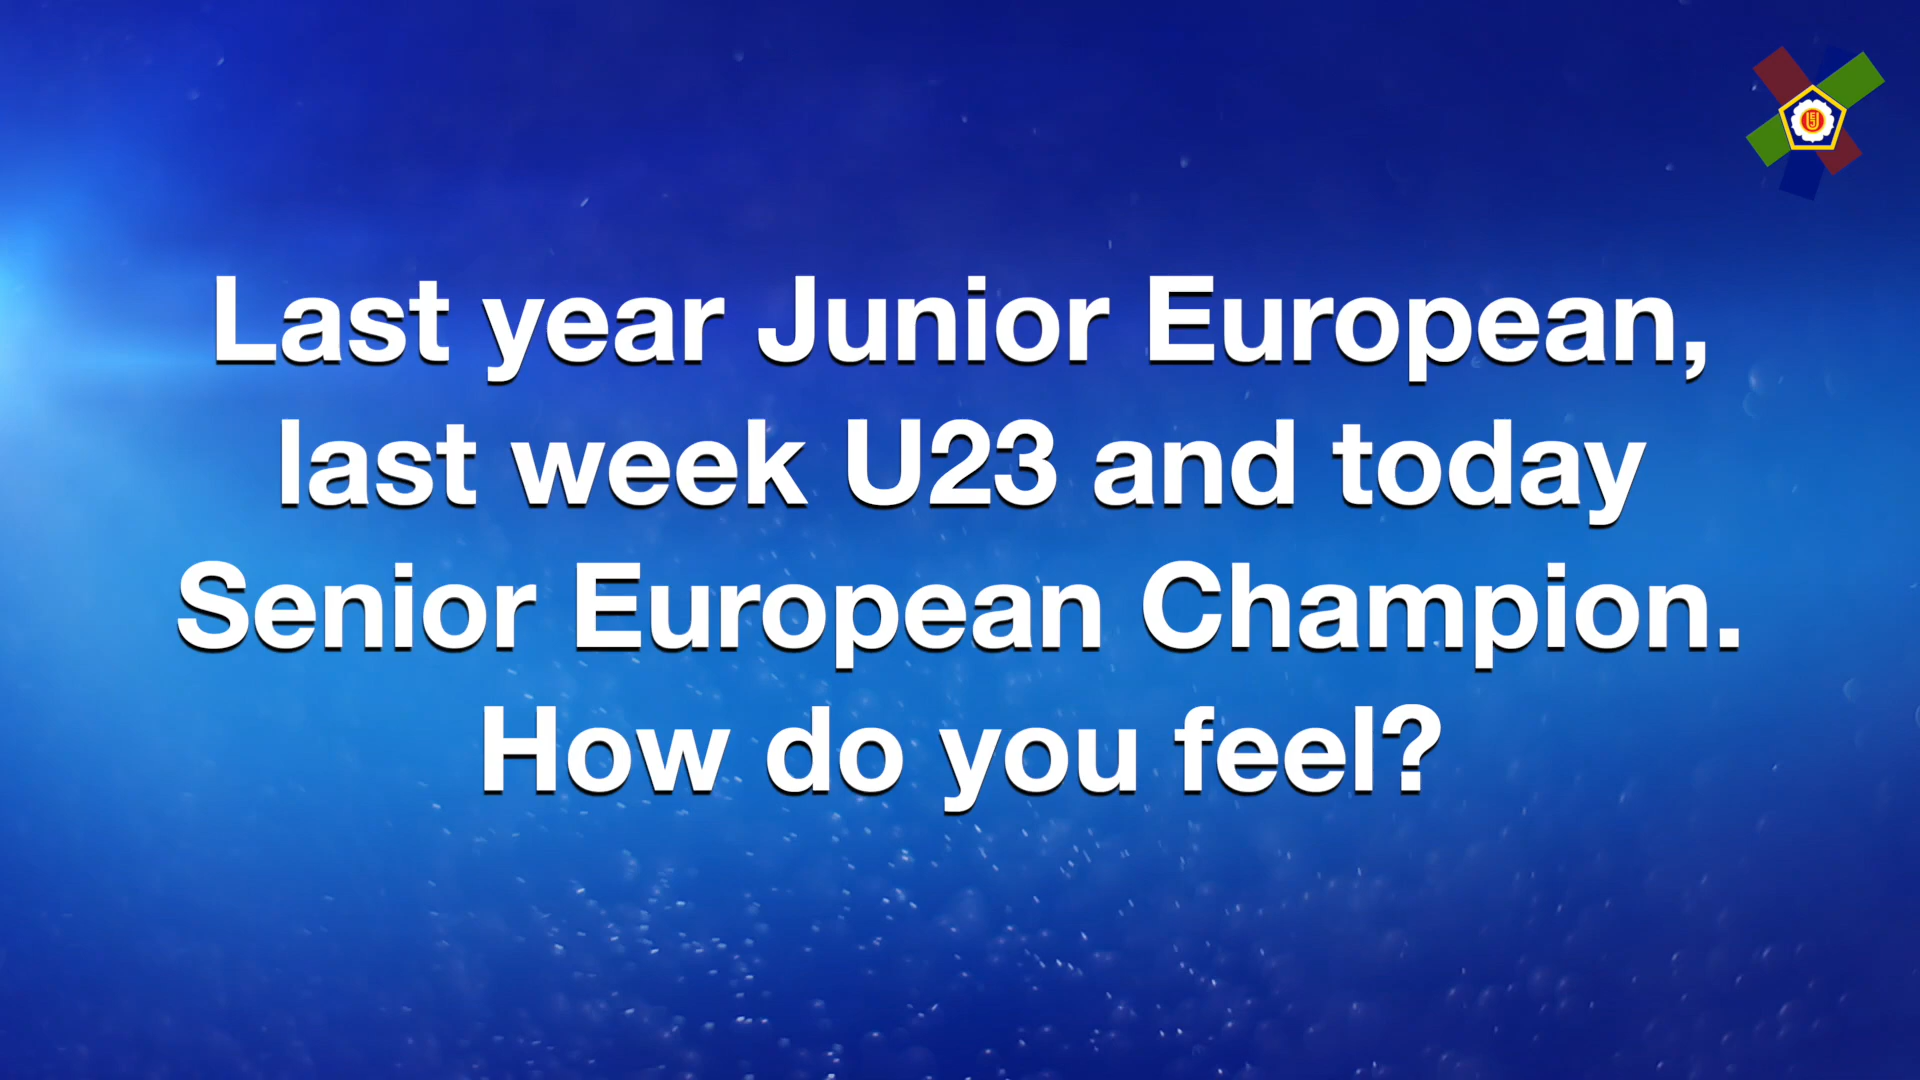 Last year Junior European,
last week U23 and today
Senior European Champion.
How do you feel?